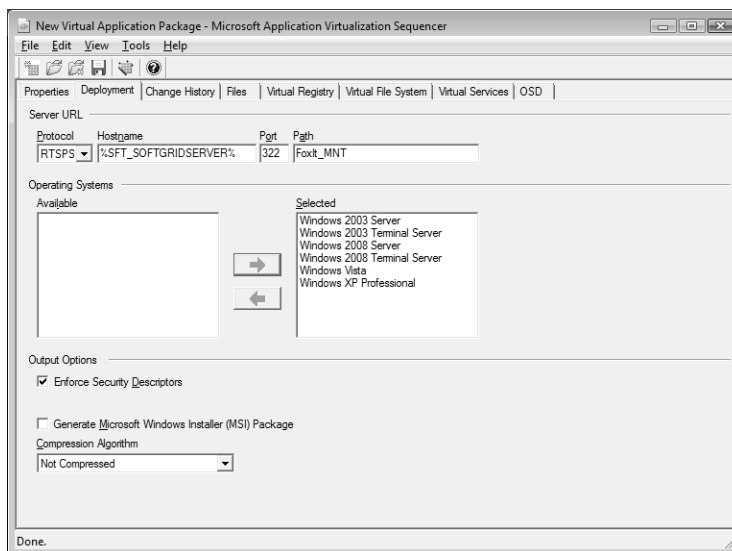 New Virtual Application Package - Microsoft Application Virtualization Sequencer
File Edit View Tools Help
Properties Deployment Change History Files Virtual Registry Virtual File System Virtual Services OSD
Server URL
Protocol Hostname Port Path
RTSPS %SFT_SOFTGRIDSERVER% 322 FoxIt_MNT
Operating Systems
Available Selected
Windows 2003 Server
Windows 2003 Terminal Server
Windows 2008 Server
Windows 2008 Terminal Server
Windows Vista
Windows XP Professional
Output Options
Enforce Security Descriptors
Generate Microsoft Windows Installer (MSI) Package
Compression Algorithm
Not Compressed
Done.